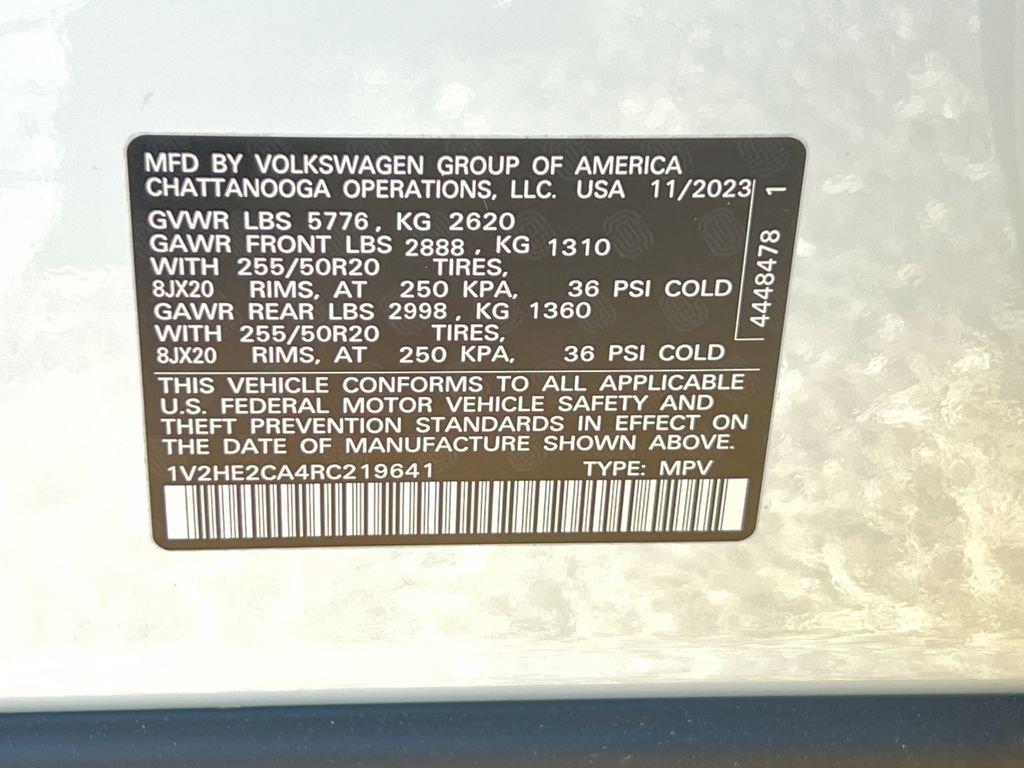 MFD BY VOLKSWAGEN GROUP OF AMERICA
CHATTANOOGA OPERATIONS, LLC. USA 11/2023
GVWR LBS 5776, KG 2620
GAWR FRONT LBS 2888, KG 1310
WITH 255/50R20 TIRES,
8JX20 RIMS, AT 250 KPA, 36 PSI COLD
GAWR REAR LBS 2998, KG 1360
WITH 255/50R20 TIRES,
8JX20 RIMS, AT 250 KPA, 36 PSI COLD
4448478 1
THIS VEHICLE CONFORMS TO ALL APPLICABLE
U.S. FEDERAL MOTOR VEHICLE SAFETY AND
THEFT PREVENTION STANDARDS IN EFFECT ON
THE DATE OF MANUFACTURE SHOWN ABOVE.
1V2HE2CA4RC219641 TYPE: MPV